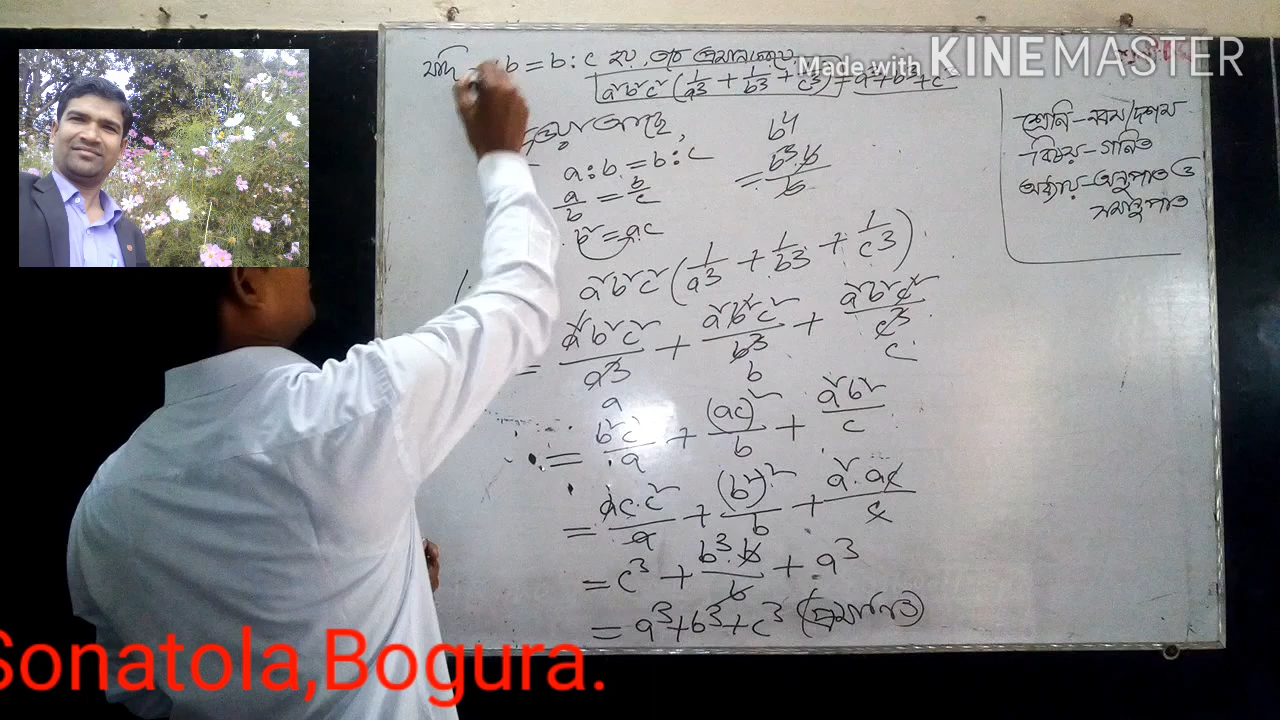 যদি a:b = b:c হয়, তবে প্রমাণ কর যে,
a²b²c² (1/a³ + 1/b³ + 1/c³) = a³+b³+c³
Made with KINEMASTER
দেওয়া আছে,
a:b = b:c
a/b = b/c
b² = ac
b⁴
= b³.b/b
শ্রেণি - নবম/দশম
বিষয় - গণিত
অধ্যায় - অনুপাত ও
সমানুপাত
a²b²c² (1/a³ + 1/b³ + 1/c³)
= a²b²c²/a³ + a²b²c²/b³ + a²b²c²/c³
a b c
= b²c²/a + (ac)²/b + a²b²/c
= ac.c²/a + (b²)²/b + a².ac/c
= c³ + b³.b/b + a³
= a³+b³+c³ (প্রমাণিত)
Sonatola,Bogura.